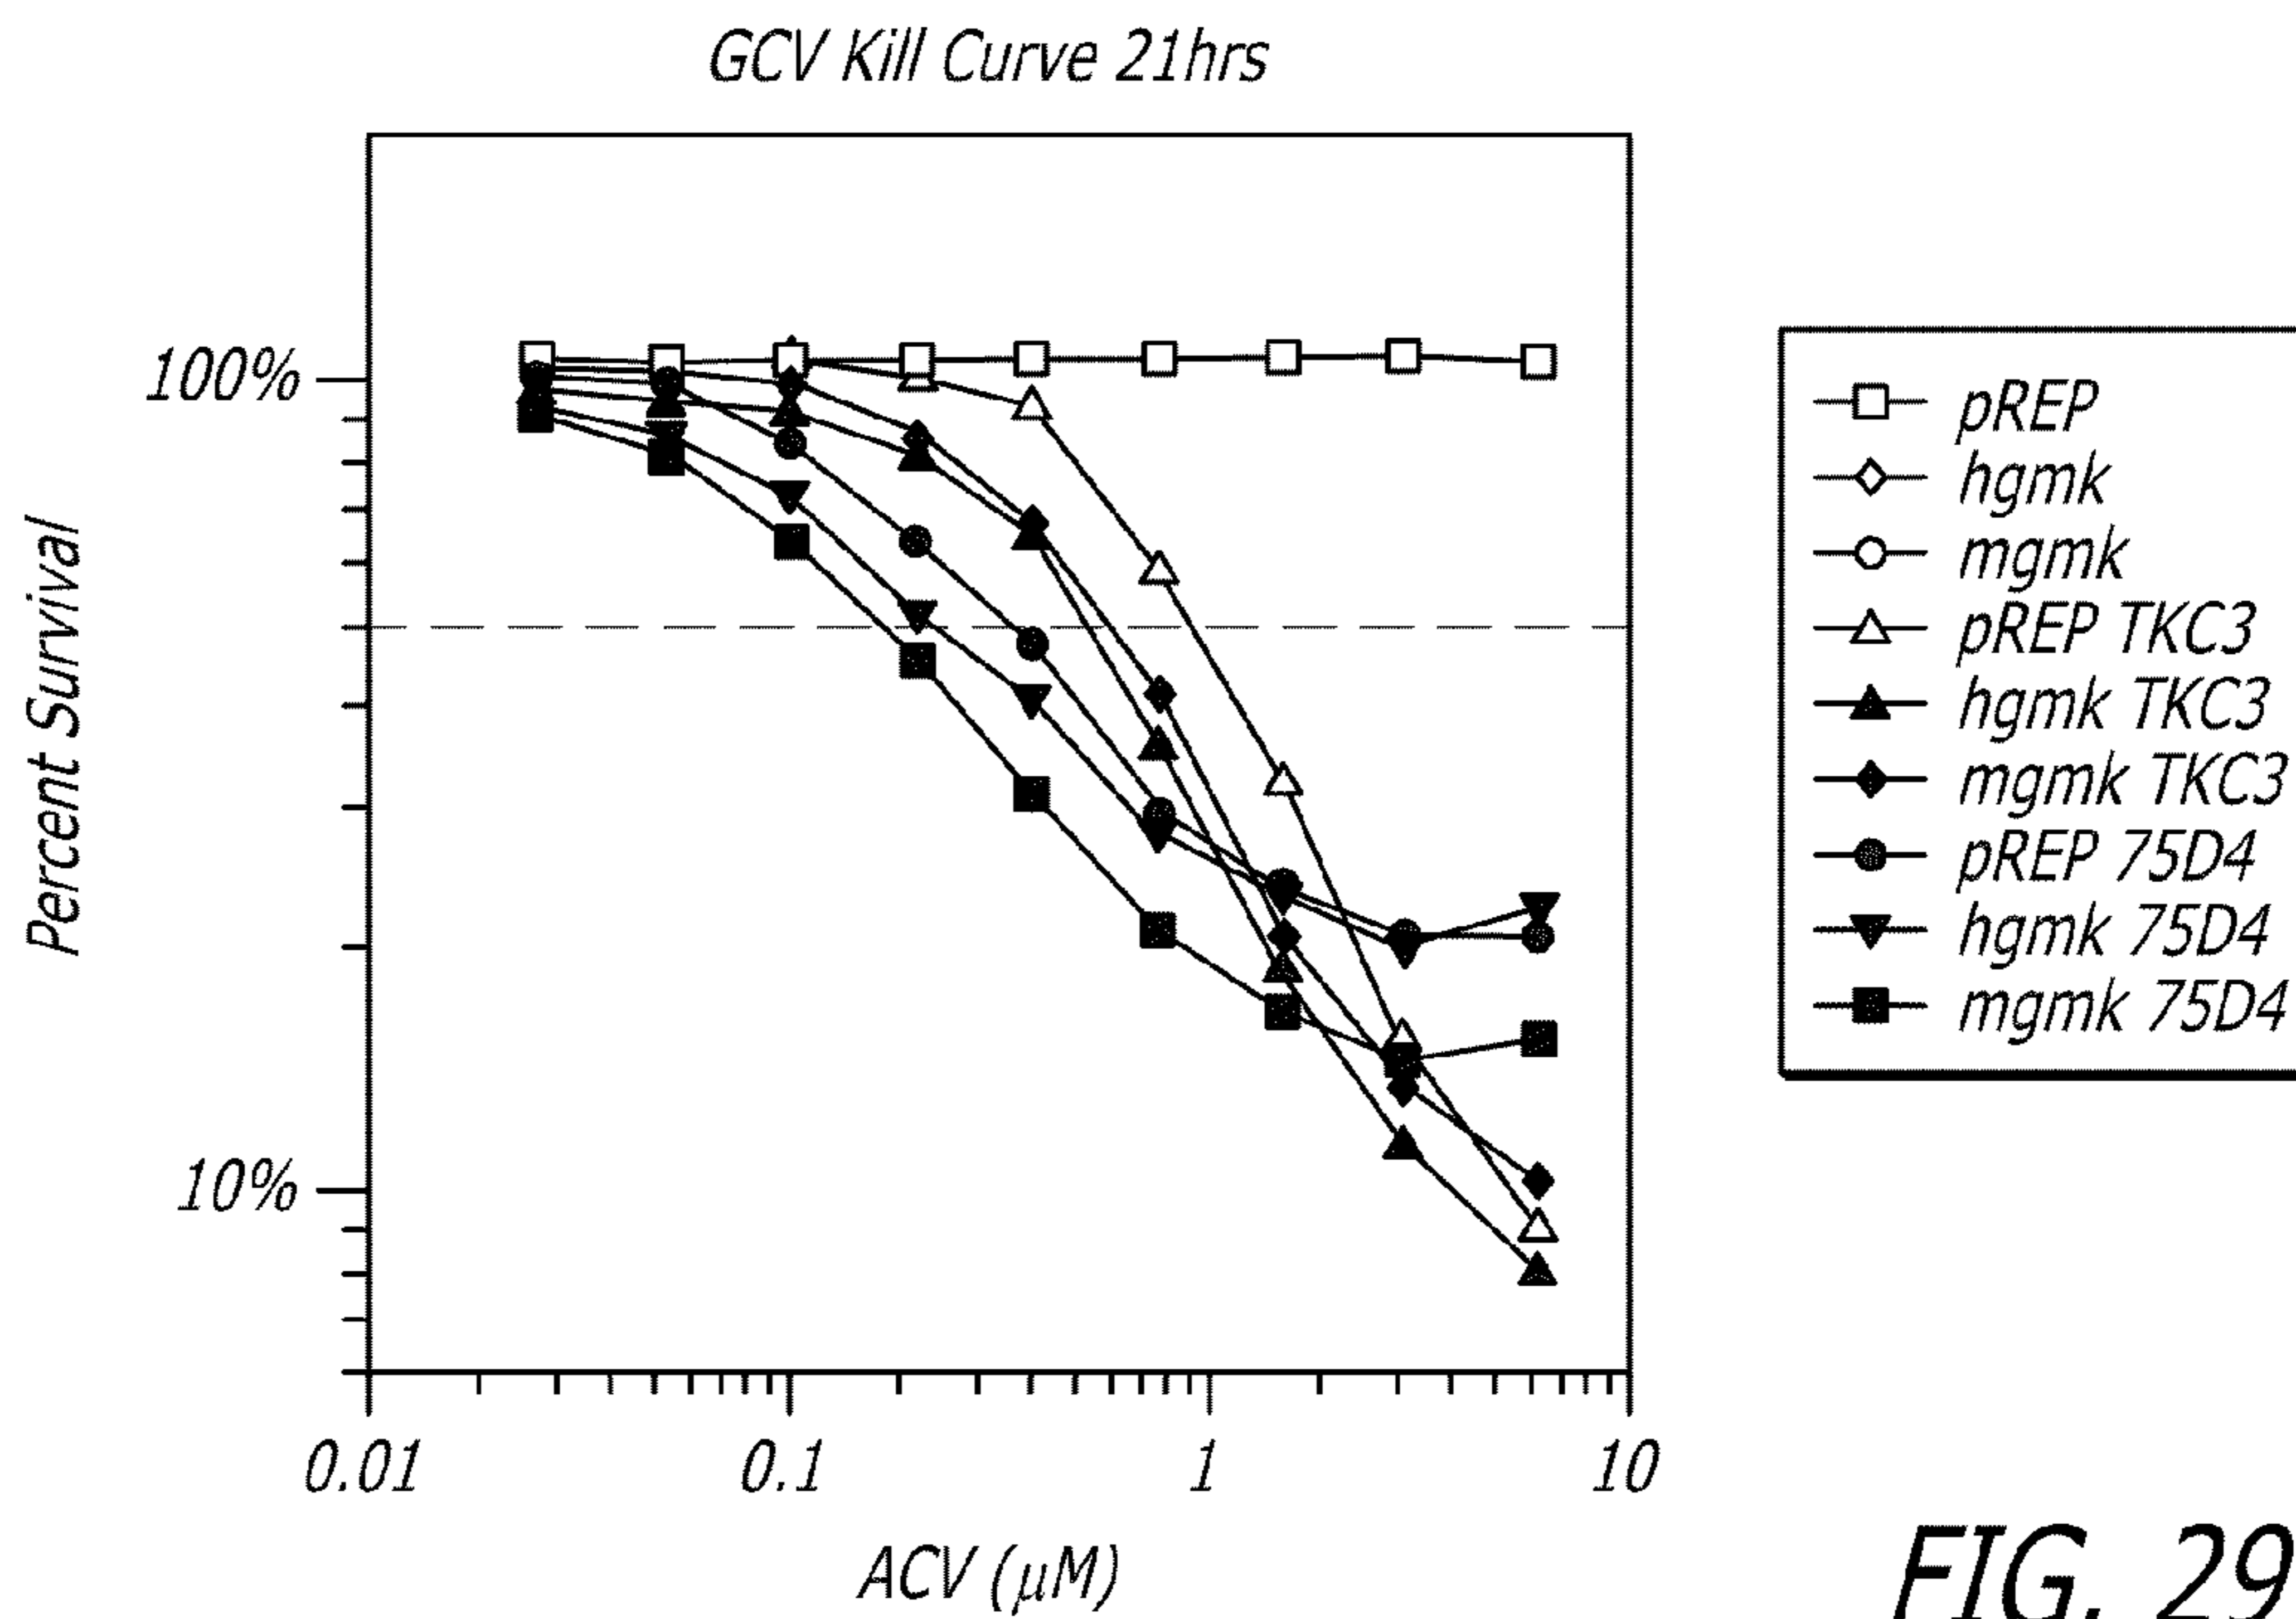 GCV Kill Curve 21hrs
Percent Survival
100%
10%
0.01
0.1
1
10
ACV (μM)
pREP
hgmk
mgmk
pREP TKC3
hgmk TKC3
mgmk TKC3
pREP 75D4
hgmk 75D4
mgmk 75D4
FIG. 29